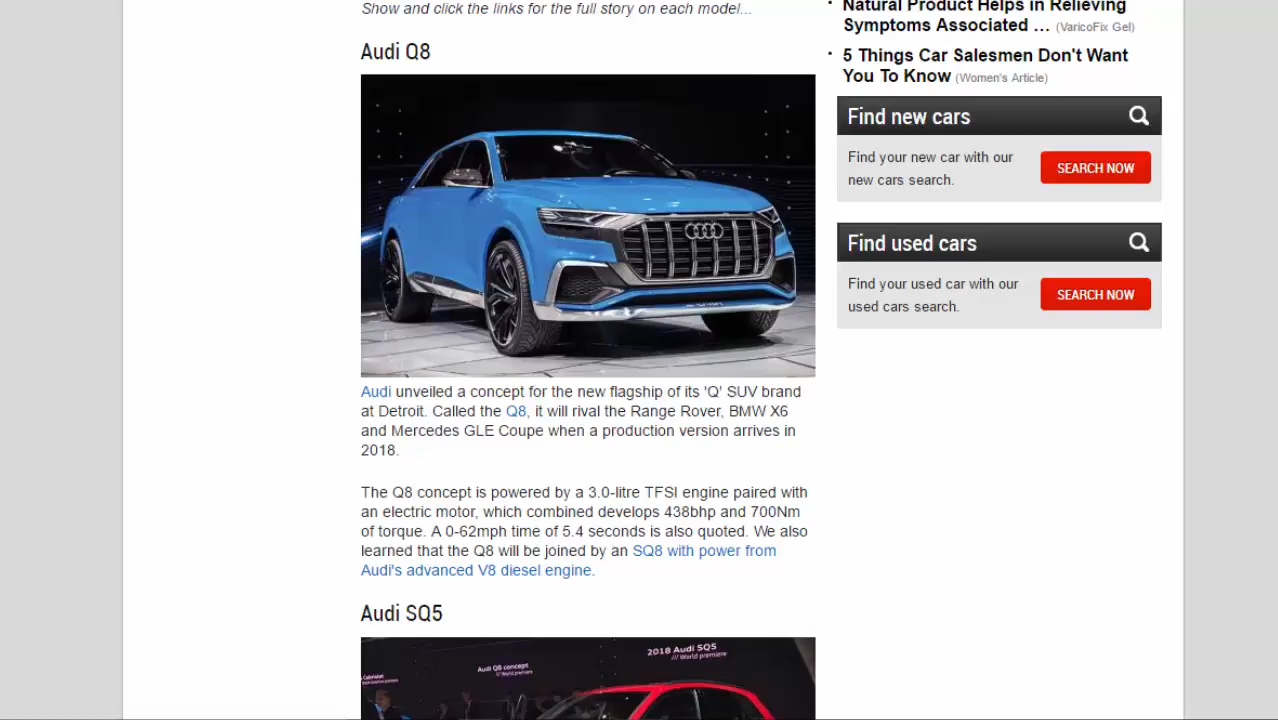 Show and click the links for the full story on each model...
Audi Q8
Audi unveiled a concept for the new flagship of its 'Q' SUV brand
at Detroit. Called the Q8, it will rival the Range Rover, BMW X6
and Mercedes GLE Coupe when a production version arrives in
2018.
The Q8 concept is powered by a 3.0-litre TFSI engine paired with
an electric motor, which combined develops 438bhp and 700Nm
of torque. A 0-62mph time of 5.4 seconds is also quoted. We also
learned that the Q8 will be joined by an SQ8 with power from
Audi's advanced V8 diesel engine.
Audi SQ5
Audi Q8 concept
/// World premiere
2018 Audi SQ5
/// World premiere
Natural Product Helps in Relieving
Symptoms Associated … (VaricoFix Gel)
5 Things Car Salesmen Don't Want
You To Know (Women's Article)
Find new cars
Find your new car with our
new cars search.
SEARCH NOW
Find used cars
Find your used car with our
used cars search.
SEARCH NOW